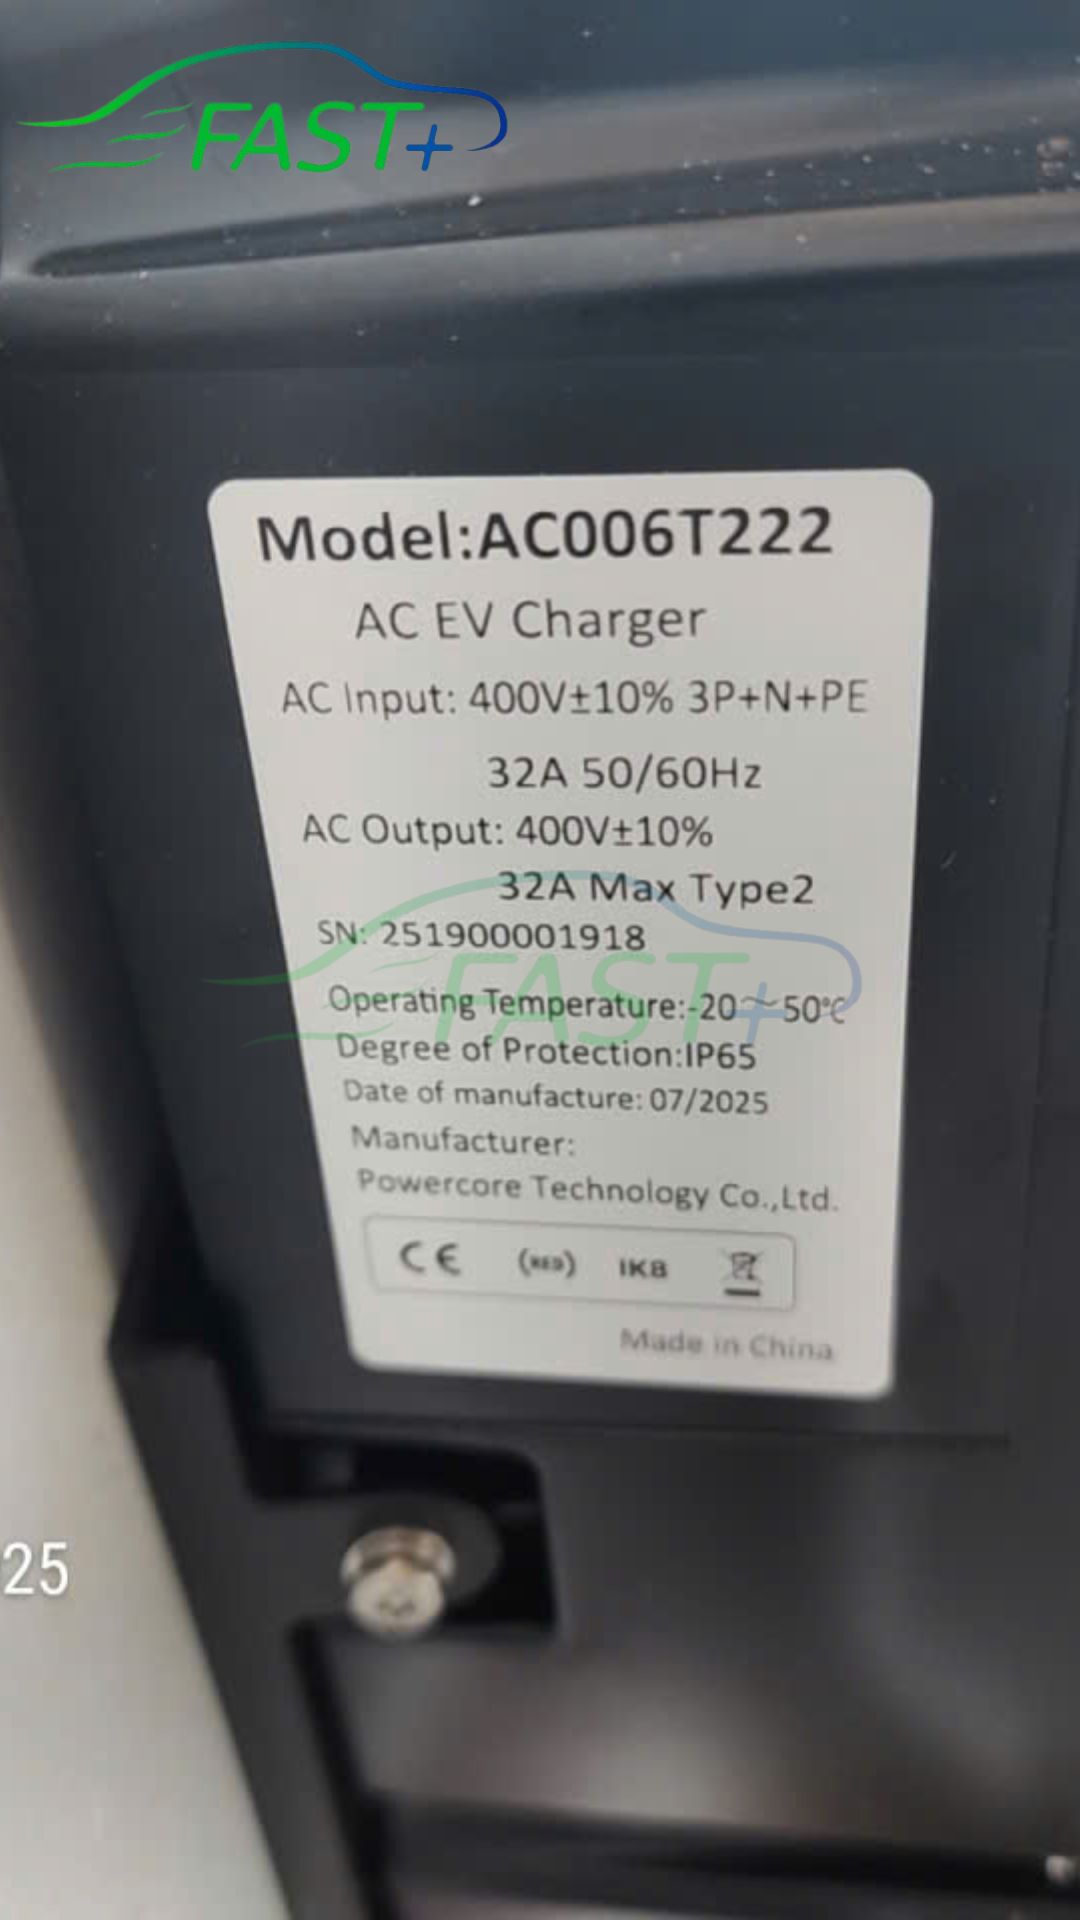 FAST+
Model:AC006T222
AC EV Charger
AC Input: 400V±10% 3P+N+PE
32A 50/60Hz
AC Output: 400V±10%
32A Max Type2
SN: 251900001918
FAST+
Operating Temperature:-20~50℃
Degree of Protection:IP65
Date of manufacture: 07/2025
Manufacturer:
Powercore Technology Co.,Ltd.
CE (RED) IK8
Made in China
25